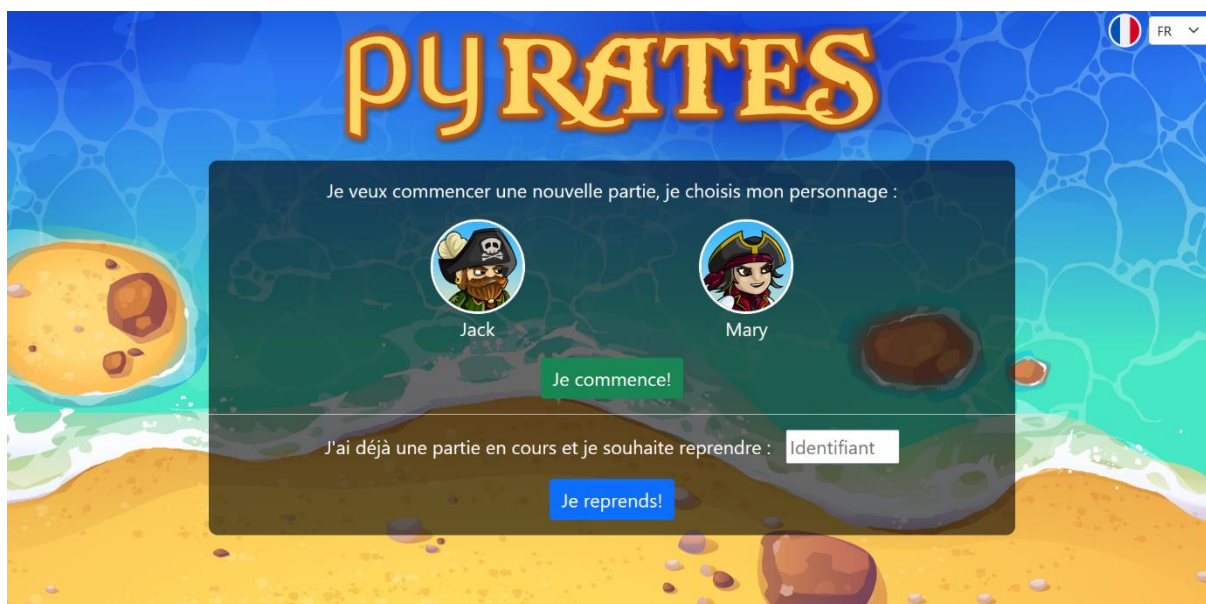 FR
pyRATES
Je veux commencer une nouvelle partie, je choisis mon personnage :
Jack Mary
Je commence!
J'ai déjà une partie en cours et je souhaite reprendre : Identifiant
Je reprends!